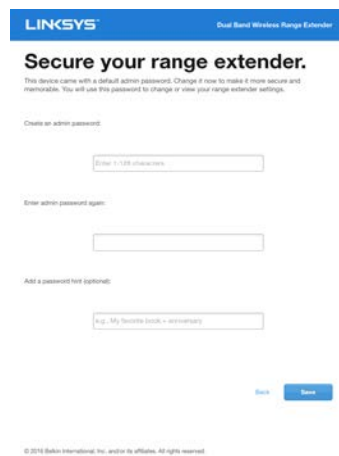 LINKSYS
Dual Band Wireless Range Extender
Secure your range extender.
This device came with a default admin password. Change it now to make it more secure and
memorable. You will use this password to change or view your range extender settings.
Create an admin password:
Enter 1-128 characters
Enter admin password again:
Add a password hint (optional):
e.g., My favorite book + anniversary
Back
Save
© 2016 Belkin International, Inc. and/or its affiliates. All rights reserved.